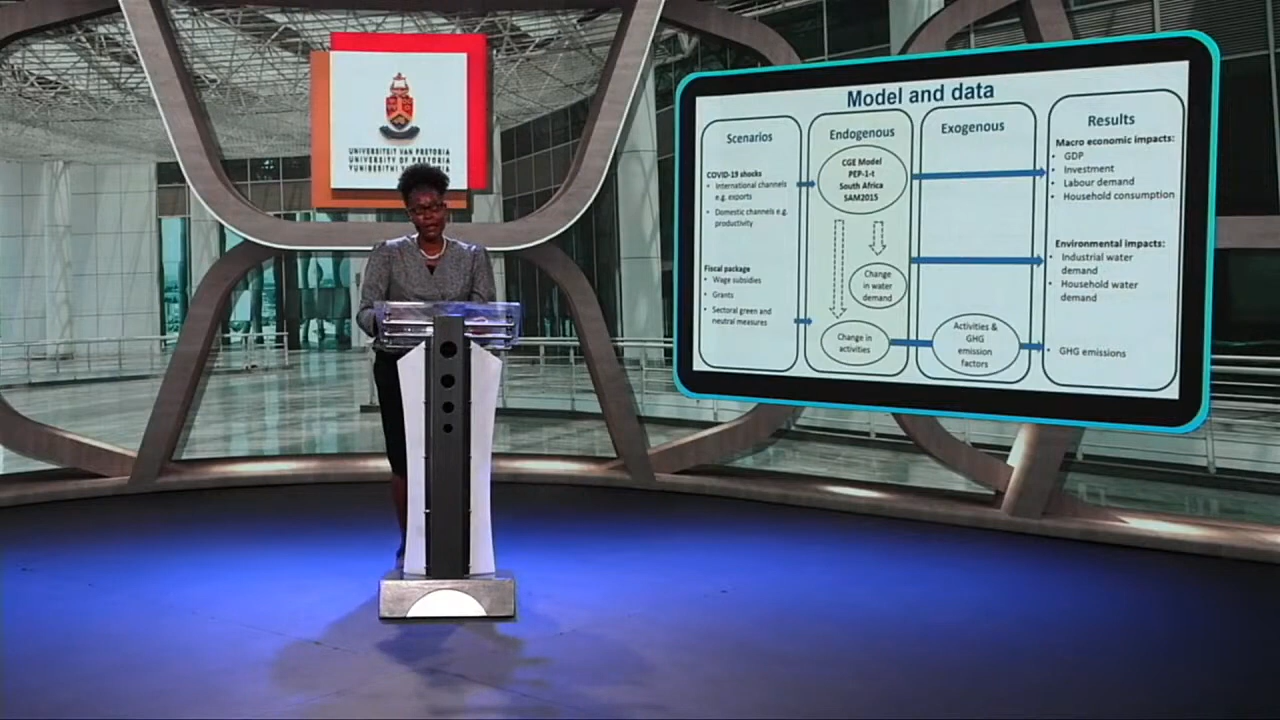 UNIVERSITEIT VAN PRETORIA
UNIVERSITY OF PRETORIA
YUNIBESITHI YA PRETORIA
Model and data
Scenarios
COVID-19 shocks
• International channels
e.g. exports
• Domestic channels e.g.
productivity
Fiscal package
• Wage subsidies
• Grants
• Sectoral green and
neutral measures
Endogenous
CGE Model
PEP-1-t
South Africa
SAM2015
Change
in water
demand
Change in
activities
Exogenous
Activities &
GHG
emission
factors
Results
Macro economic impacts:
• GDP
• Investment
• Labour demand
• Household consumption
Environmental impacts:
• Industrial water
demand
• Household water
demand
• GHG emissions